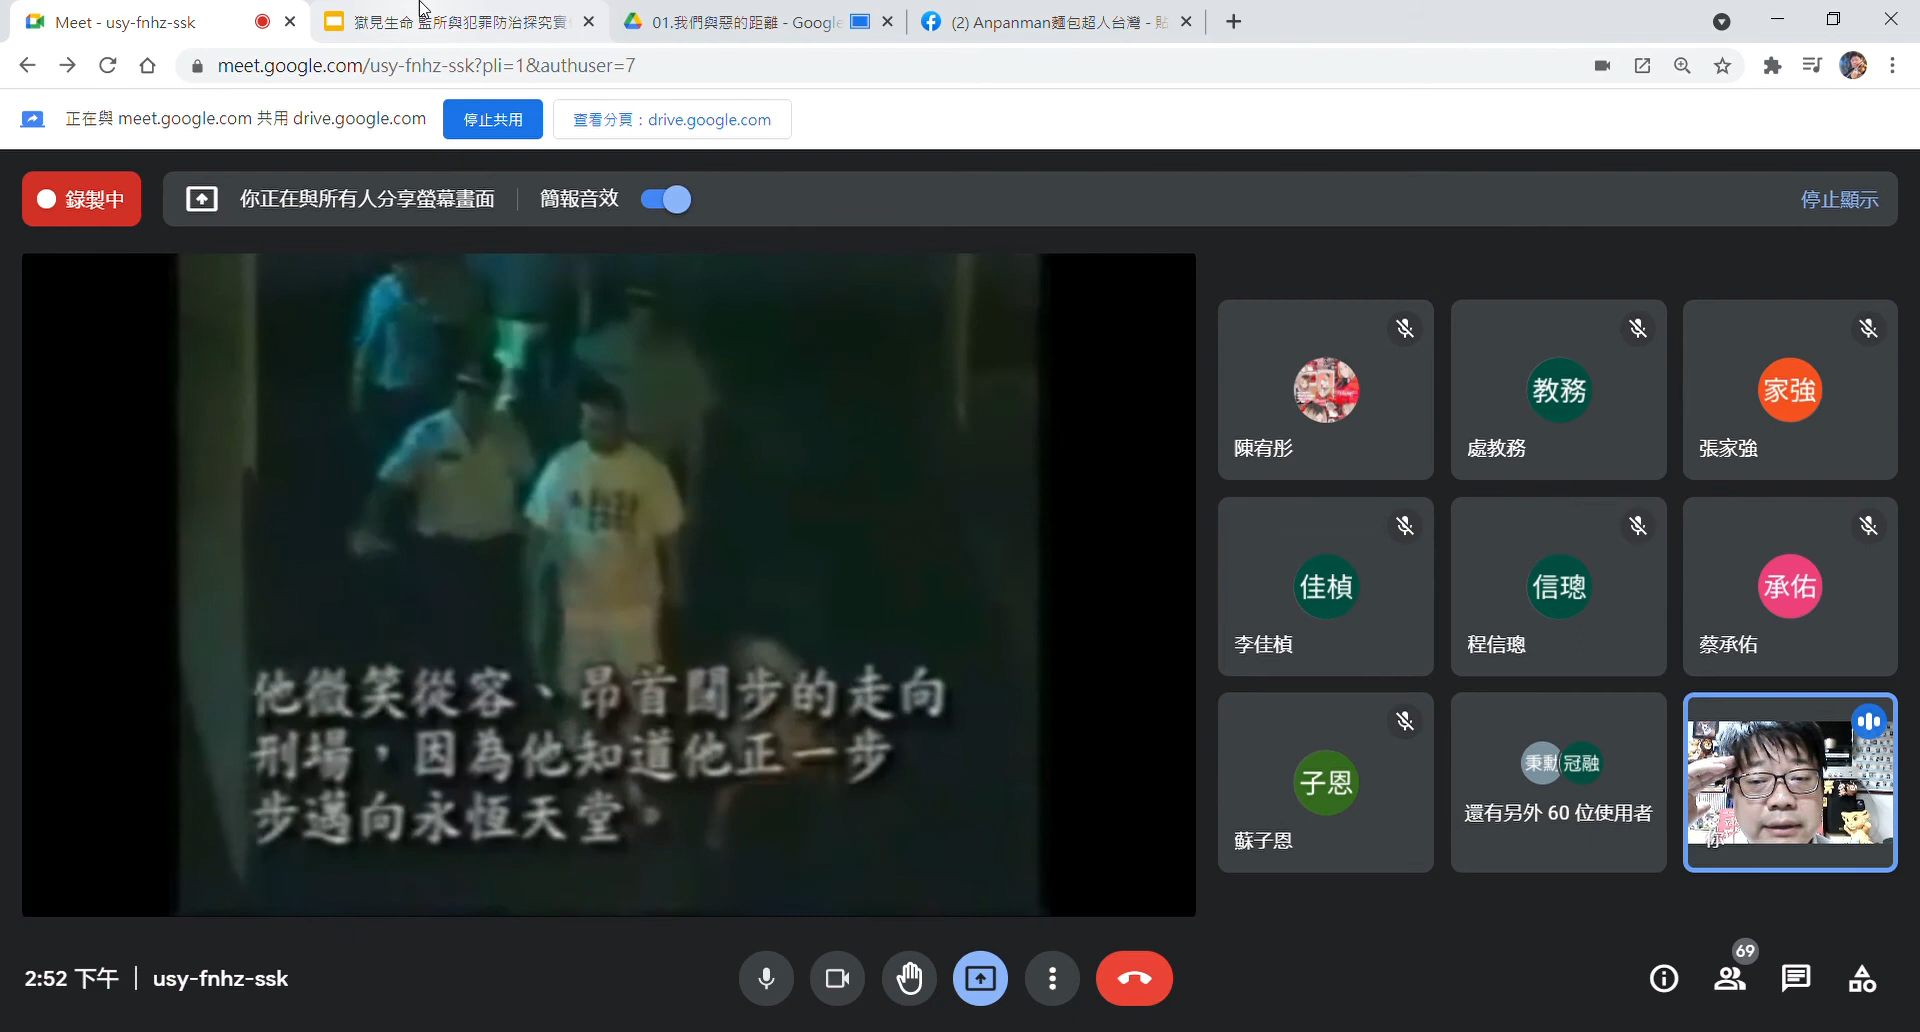 Meet - usy-fnhz-ssk
獄見生命 監所與犯罪防治探究實
01.我們與惡的距離 - Google
(2) Anpanman麵包超人台灣 - 貼
meet.google.com/usy-fnhz-ssk?pli=1&authuser=7
正在與 meet.google.com 共用 drive.google.com
停止共用
查看分頁：drive.google.com
錄製中
你正在與所有人分享螢幕畫面
簡報音效
停止顯示
他微笑從容、昂首闊步的走向
刑場，因為他知道他正一步
步邁向永恆天堂。
陳宥彤
教務
處教務
家強
張家強
佳楨
李佳楨
信璁
程信璁
承佑
蔡承佑
子恩
蘇子恩
秉勳
冠融
還有另外 60 位使用者
你
2:52 下午
usy-fnhz-ssk
69